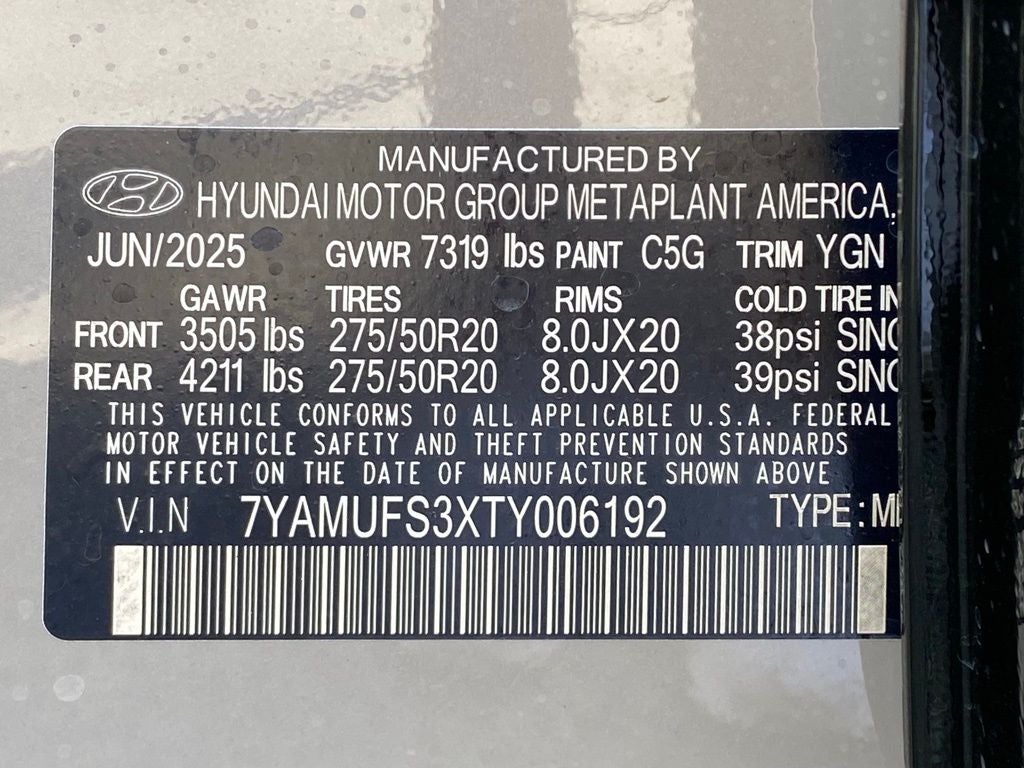 MANUFACTURED BY
HYUNDAI MOTOR GROUP METAPLANT AMERICA,
JUN/2025 GVWR 7319 lbs PAINT C5G TRIM YGN
GAWR TIRES RIMS COLD TIRE IN
FRONT 3505 lbs 275/50R20 8.0JX20 38psi SING
REAR 4211 lbs 275/50R20 8.0JX20 39psi SING
THIS VEHICLE CONFORMS TO ALL APPLICABLE U.S.A. FEDERAL
MOTOR VEHICLE SAFETY AND THEFT PREVENTION STANDARDS
IN EFFECT ON THE DATE OF MANUFACTURE SHOWN ABOVE
V.I.N 7YAMUFS3XTY006192 TYPE:M